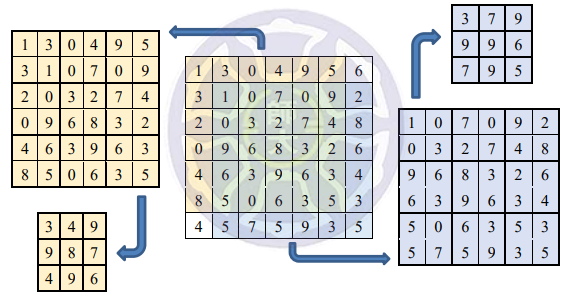 1 3 0 4 9 5
3 1 0 7 0 9
2 0 3 2 7 4
0 9 6 8 3 2
4 6 3 9 6 3
8 5 0 6 3 5
3 4 9
9 8 7
4 9 6
1 3 0 4 9 5 6
3 1 0 7 0 9 2
2 0 3 2 7 4 8
0 9 6 8 3 2 6
4 6 3 9 6 3 4
8 5 0 6 3 5 3
4 5 7 5 9 3 5
3 7 9
9 9 6
7 9 5
1 0 7 0 9 2
0 3 2 7 4 8
9 6 8 3 2 6
6 3 9 6 3 4
5 0 6 3 5 3
5 7 5 9 3 5